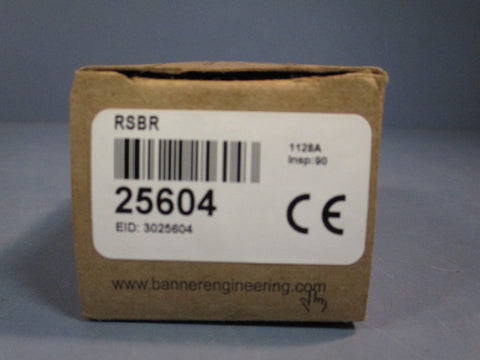 RSBR
1128A
Insp:90
25604
EID: 3025604
CE
www.bannerengineering.com